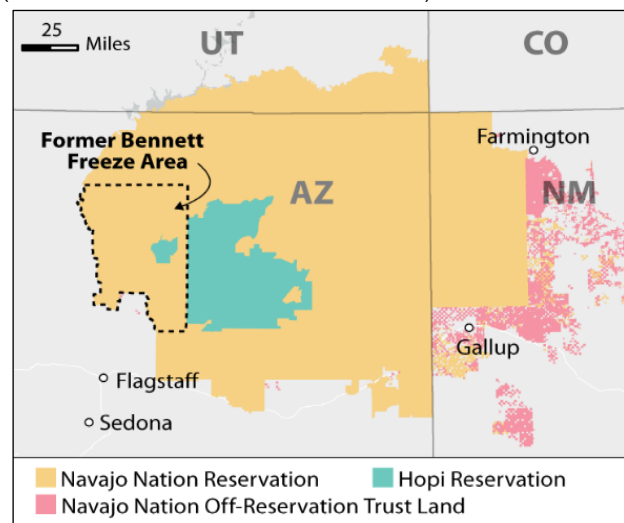 25
Miles
UT
CO
Former Bennett
Freeze Area
Farmington
AZ
NM
Gallup
Flagstaff
Sedona
Navajo Nation Reservation
Hopi Reservation
Navajo Nation Off-Reservation Trust Land